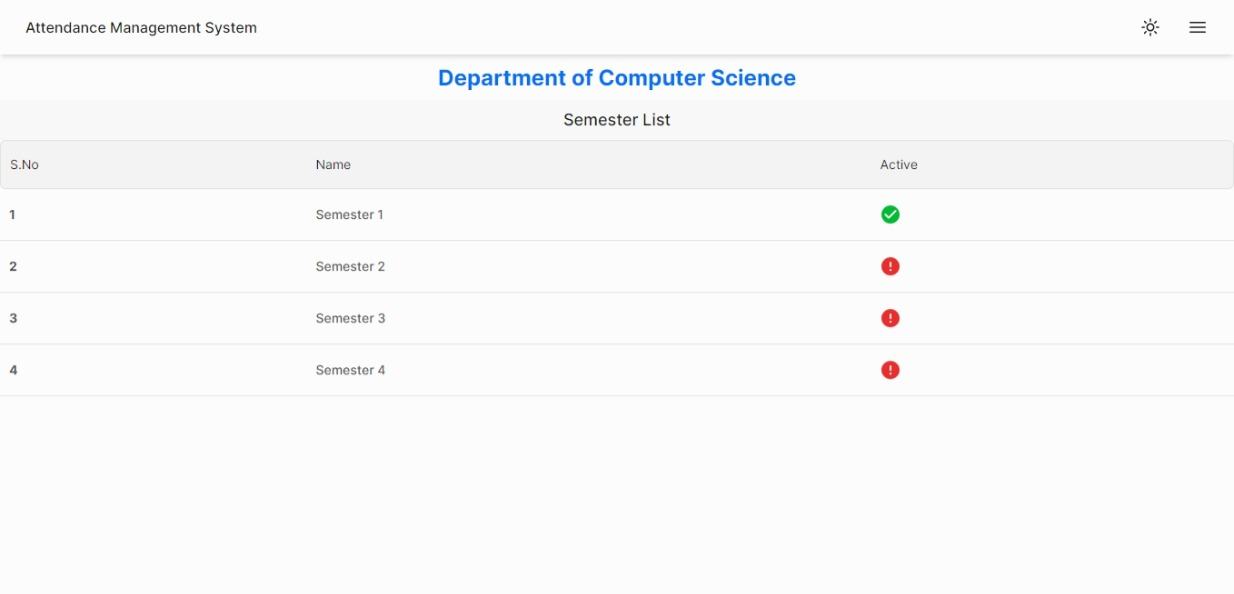 Attendance Management System
Department of Computer Science
Semester List
S.No Name Active
1 Semester 1
2 Semester 2
3 Semester 3
4 Semester 4